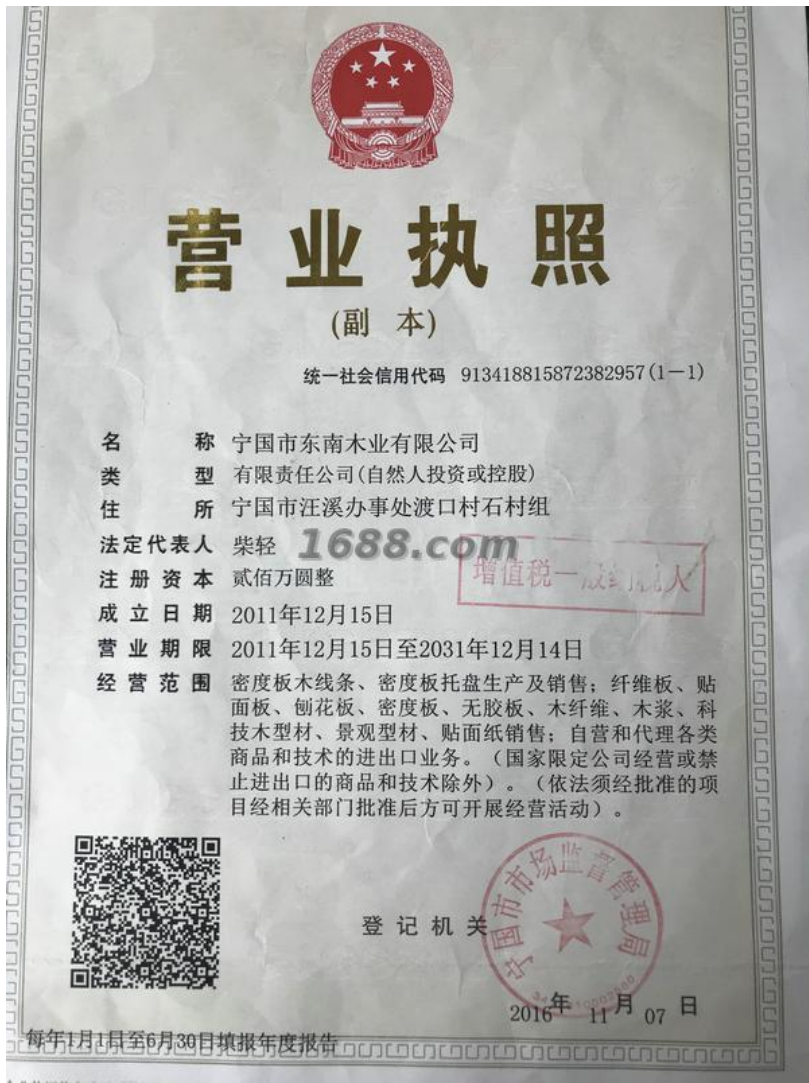 营业执照
(副 本)
统一社会信用代码 913418815872382957(1-1)
名 称 宁国市东南木业有限公司
类 型 有限责任公司(自然人投资或控股)
住 所 宁国市汪溪办事处渡口村石村组
法定代表人 柴轻
1688.com
注册资本 贰佰万圆整
增值税一般纳税人
成立日期 2011年12月15日
营业期限 2011年12月15日至2031年12月14日
经营范围 密度板木线条、密度板托盘生产及销售；纤维板、贴
面板、刨花板、密度板、无胶板、木纤维、木浆、科
技木型材、景观型材、贴面纸销售；自营和代理各类
商品和技术的进出口业务。（国家限定公司经营或禁
止进出口的商品和技术除外）。（依法须经批准的项
目经相关部门批准后方可开展经营活动）。
宁国市市场监督管理局
登记机关
2016年 11月 07日
每年1月1日至6月30日填报年度报告